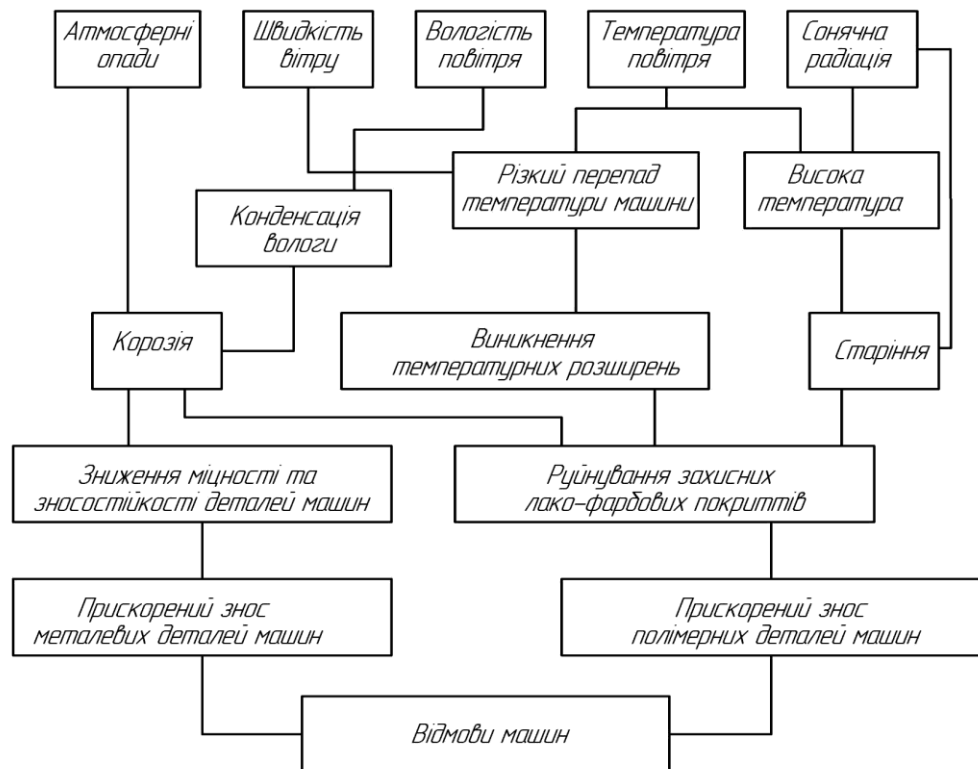 Атмосферні
опади
Швидкість
вітру
Вологість
повітря
Температура
повітря
Сонячна
радіація
Різкий перепад
температури машини
Висока
температура
Конденсація
вологи
Корозія
Виникнення
температурних розширень
Старіння
Зниження міцності та
зносостійкості деталей машин
Руйнування захисних
лако-фарбових покриттів
Прискорений знос
металевих деталей машин
Прискорений знос
полімерних деталей машин
Відмови машин